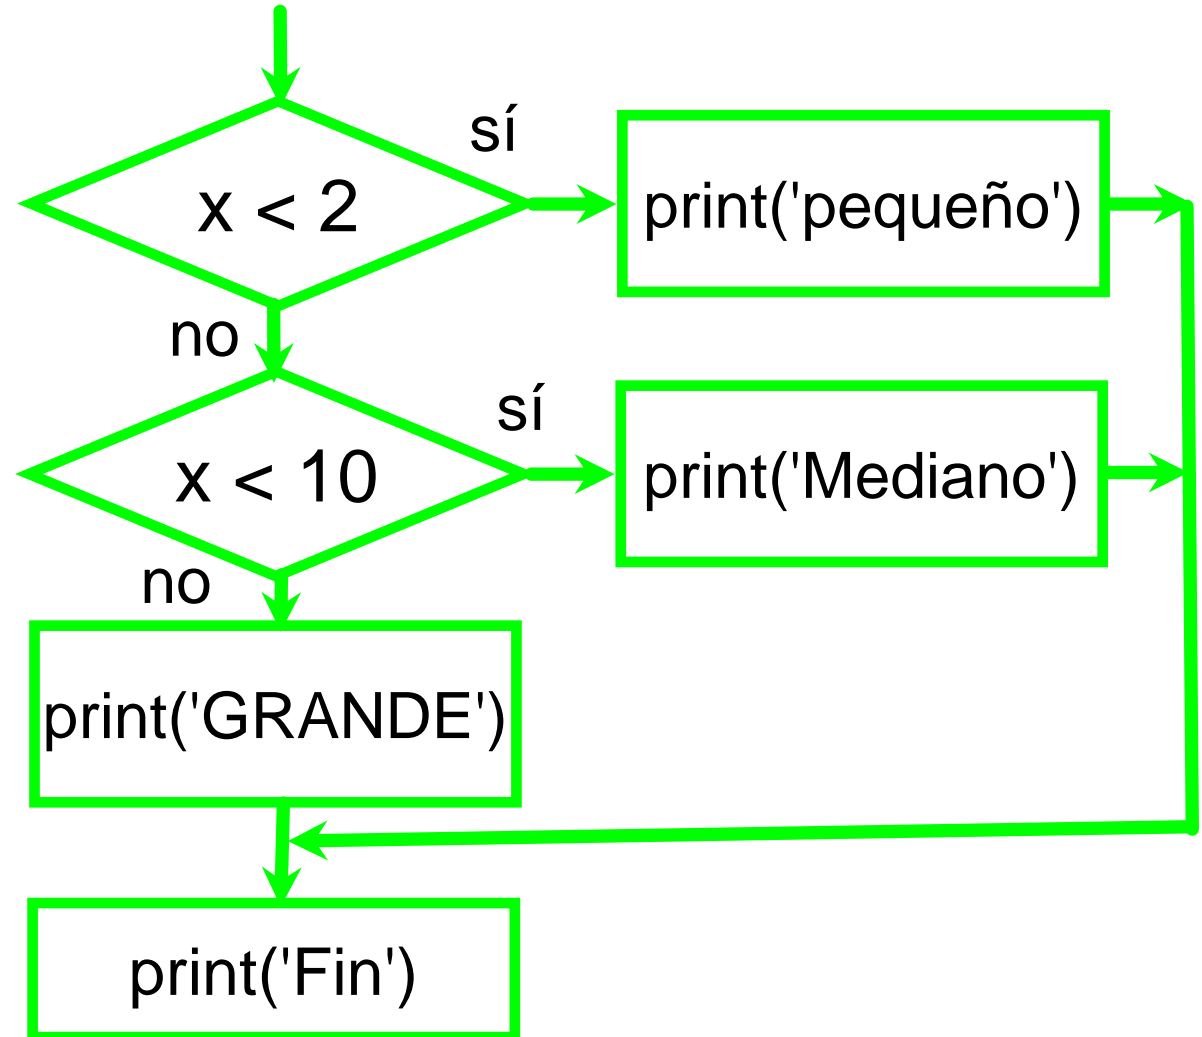 sí
x < 2
print('pequeño')
no
sí
x < 10
print('Mediano')
no
print('GRANDE')
print('Fin')